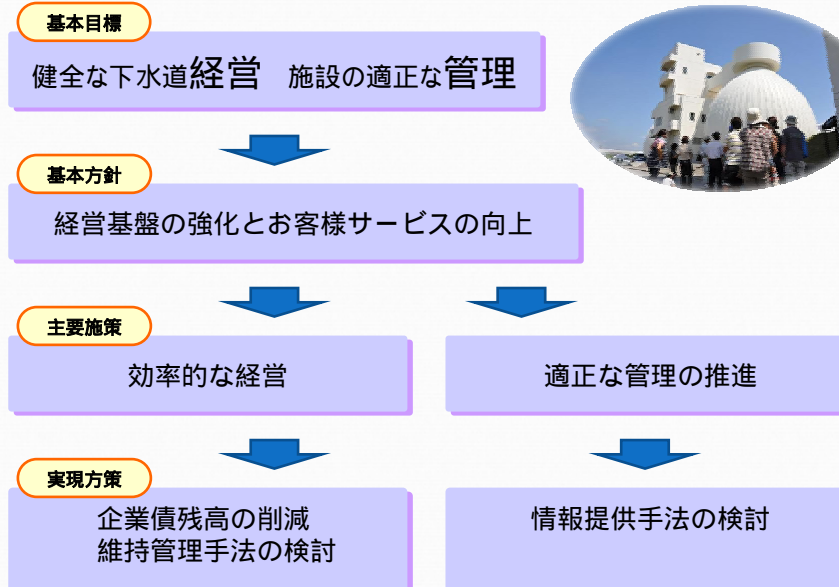 基本目標
健全な下水道経営 施設の適正な管理
基本方針
経営基盤の強化とお客様サービスの向上
主要施策
効率的な経営
適正な管理の推進
実現方策
企業債残高の削減
維持管理手法の検討
情報提供手法の検討